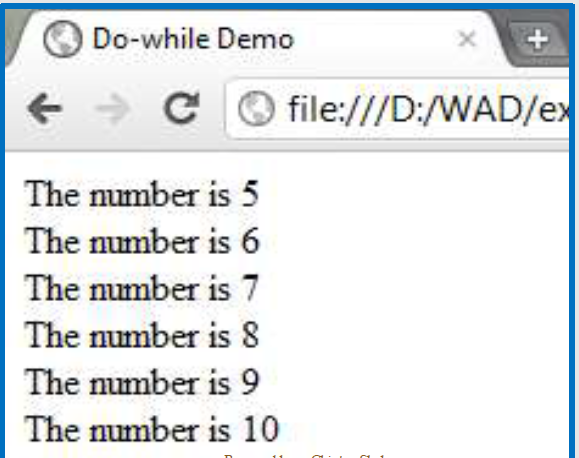 Do-while Demo
file:///D:/WAD/ex
The number is 5
The number is 6
The number is 7
The number is 8
The number is 9
The number is 10